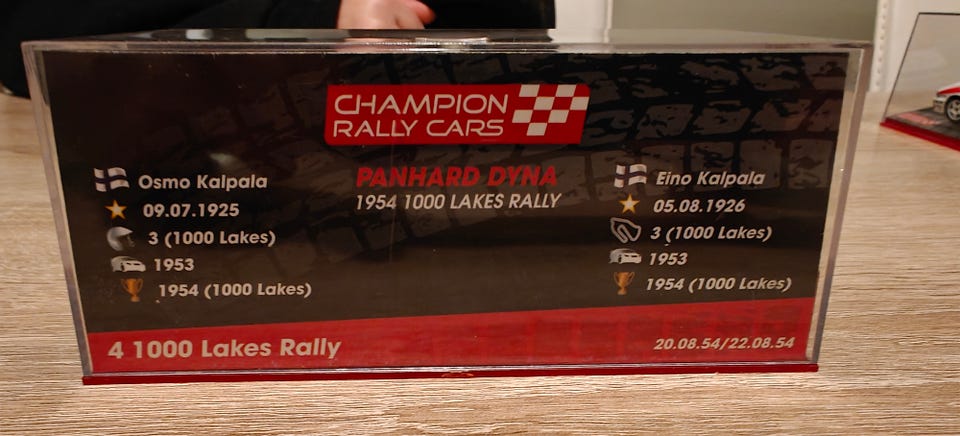 CHAMPION
RALLY CARS
PANHARD DYNA
1954 1000 LAKES RALLY
Osmo Kalpala
09.07.1925
3 (1000 Lakes)
1953
1954 (1000 Lakes)
Eino Kalpala
05.08.1926
3 (1000 Lakes)
1953
1954 (1000 Lakes)
4 1000 Lakes Rally
20.08.54/22.08.54